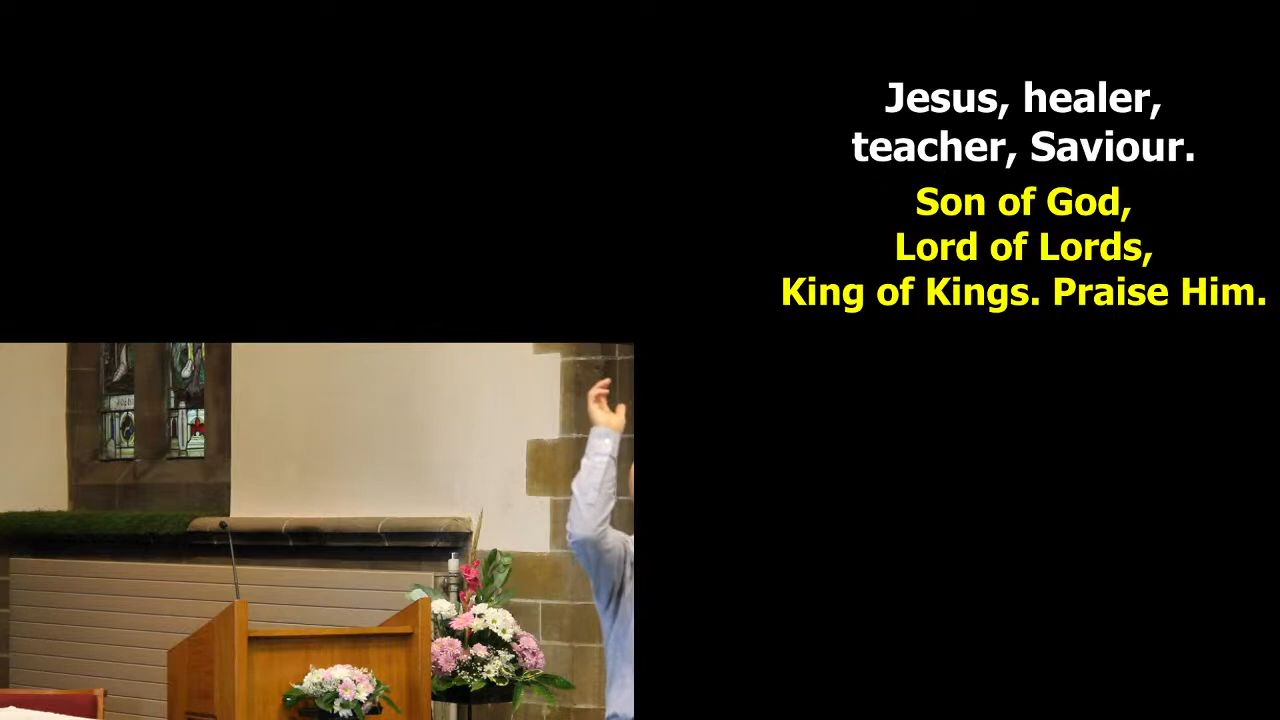 Jesus, healer,
teacher, Saviour.
Son of God,
Lord of Lords,
King of Kings. Praise Him.